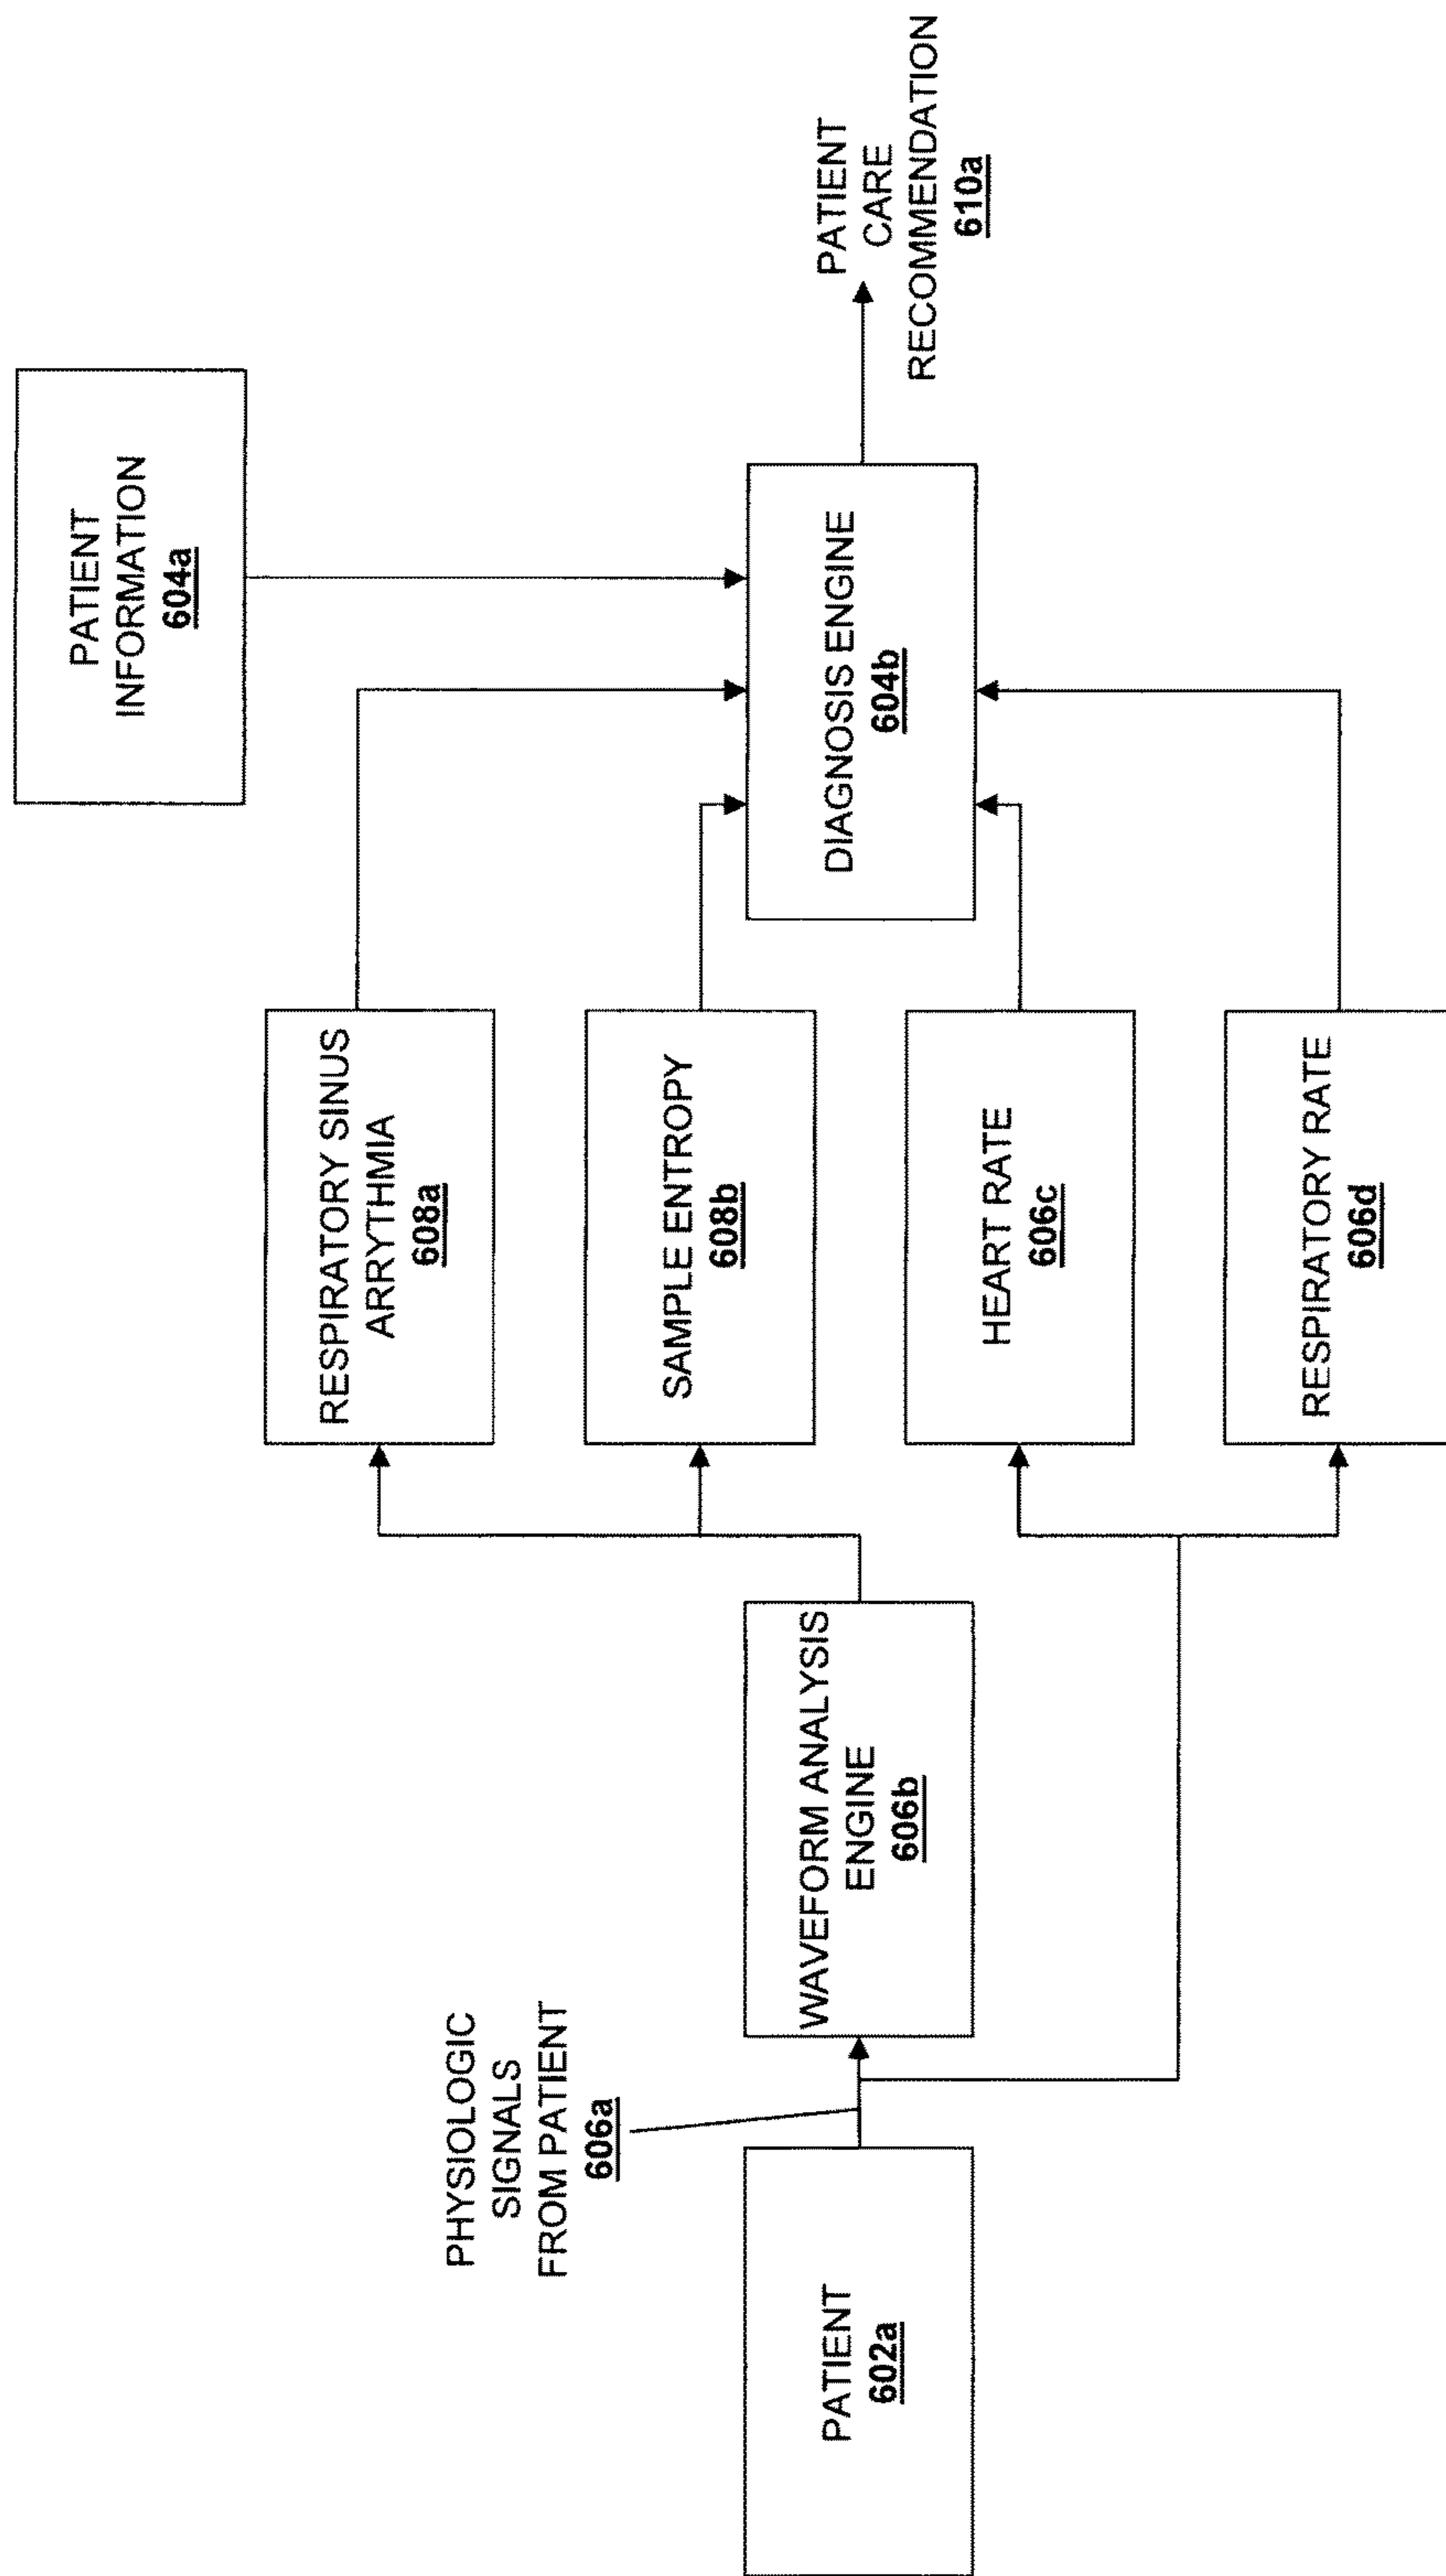 PATIENT
602a
PHYSIOLOGIC
SIGNALS
FROM PATIENT
606a
WAVEFORM ANALYSIS
ENGINE
606b
RESPIRATORY SINUS
ARRYTHMIA
608a
SAMPLE ENTROPY
608b
HEART RATE
606c
RESPIRATORY RATE
606d
PATIENT
INFORMATION
604a
DIAGNOSIS ENGINE
604b
PATIENT
CARE
RECOMMENDATION
610a